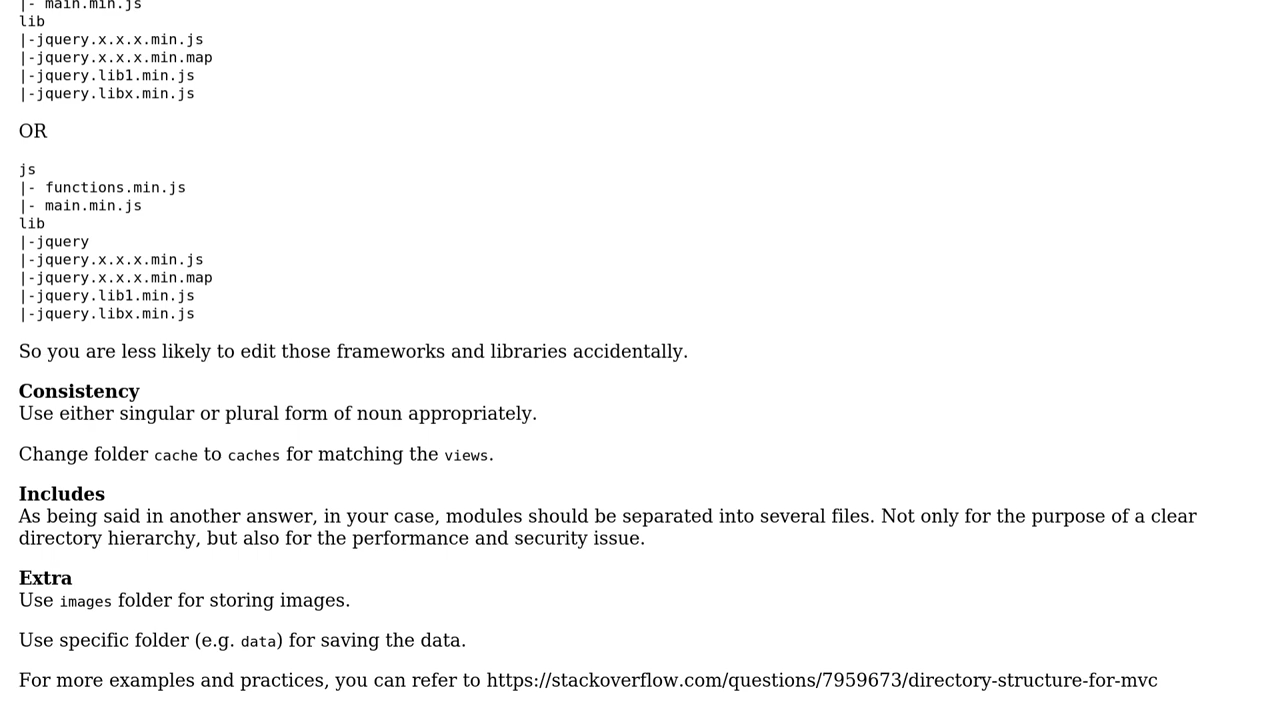 |- main.min.js
lib
|-jquery.x.x.x.min.js
|-jquery.x.x.x.min.map
|-jquery.lib1.min.js
|-jquery.libx.min.js
OR
js
|- functions.min.js
|- main.min.js
lib
|-jquery
|-jquery.x.x.x.min.js
|-jquery.x.x.x.min.map
|-jquery.lib1.min.js
|-jquery.libx.min.js
So you are less likely to edit those frameworks and libraries accidentally.
Consistency
Use either singular or plural form of noun appropriately.
Change folder cache to caches for matching the views.
Includes
As being said in another answer, in your case, modules should be separated into several files. Not only for the purpose of a clear
directory hierarchy, but also for the performance and security issue.
Extra
Use images folder for storing images.
Use specific folder (e.g. data) for saving the data.
For more examples and practices, you can refer to https://stackoverflow.com/questions/7959673/directory-structure-for-mvc